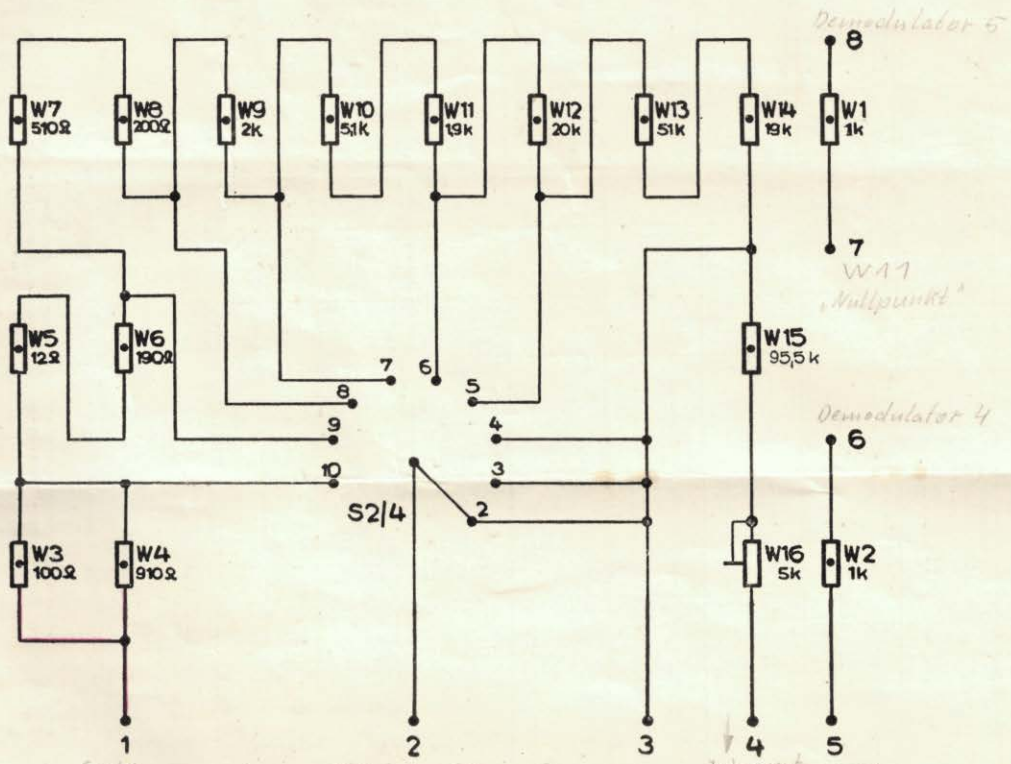 Demodulator 5
8
W7 510Ω
W8 200Ω
W9 2k
W10 5,1k
W11 1,9k
W12 20k
W13 51k
W14 19k
W1 1k
7
W11
„Nullpunkt"
W5 12Ω
W6 190Ω
W15 95,5k
7
6
8
5
9
4
10
3
2
S2/4
Demodulator 4
6
W3 100Ω
W4 910Ω
W16 5k
W2 1k
1
2
3
4
5